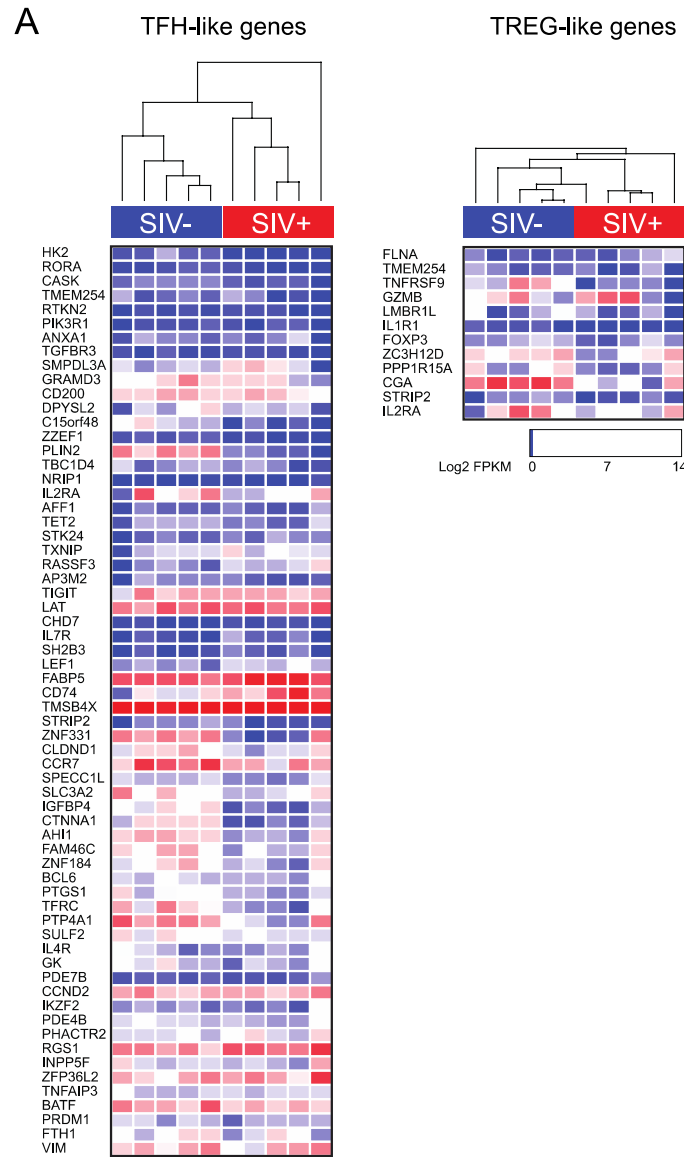 A
TFH-like genes
TREG-like genes
SIV-
SIV+
SIV-
SIV+
HK2
RORA
CASK
TMEM254
RTKN2
PIK3R1
ANXA1
TGFBR3
SMPDL3A
GRAMD3
CD200
DPYSL2
C15orf48
ZZEF1
PLIN2
TBC1D4
NRIP1
IL2RA
AFF1
TET2
STK24
TXNIP
RASSF3
AP3M2
TIGIT
LAT
CHD7
IL7R
SH2B3
LEF1
FABP5
CD74
TMSB4X
STRIP2
ZNF331
CLDND1
CCR7
SPECC1L
SLC3A2
IGFBP4
CTNNA1
AHI1
FAM46C
ZNF184
BCL6
PTGS1
TFRC
PTP4A1
SULF2
IL4R
GK
PDE7B
CCND2
IKZF2
PDE4B
PHACTR2
RGS1
INPP5F
ZFP36L2
TNFAIP3
BATF
PRDM1
FTH1
VIM
FLNA
TMEM254
TNFRSF9
GZMB
LMBR1L
IL1R1
FOXP3
ZC3H12D
PPP1R15A
CGA
STRIP2
IL2RA
Log2 FPKM
0 7 14